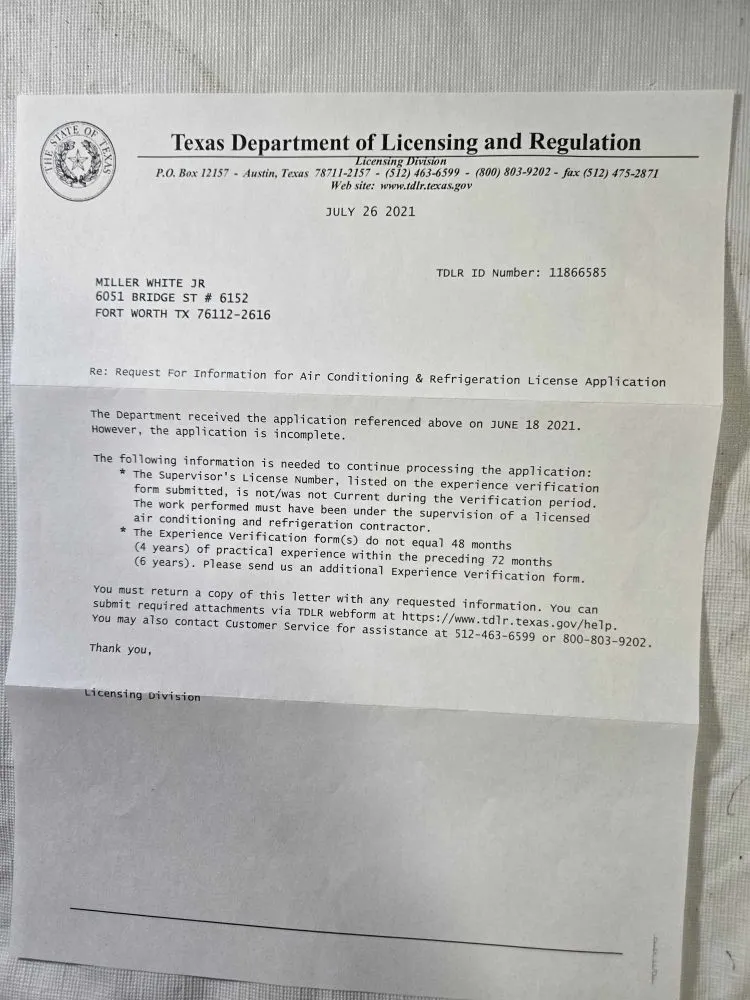 THE STATE OF TEXAS
Texas Department of Licensing and Regulation
Licensing Division
P.O. Box 12157 - Austin, Texas 78711-2157 - (512) 463-6599 - (800) 803-9202 - fax (512) 475-2871
Web site: www.tdlr.texas.gov
JULY 26 2021
TDLR ID Number: 11866585
MILLER WHITE JR
6051 BRIDGE ST # 6152
FORT WORTH TX 76112-2616
Re: Request For Information for Air Conditioning & Refrigeration License Application
The Department received the application referenced above on JUNE 18 2021.
However, the application is incomplete.
The following information is needed to continue processing the application:
* The Supervisor's License Number, listed on the experience verification
form submitted, is not/was not Current during the Verification period.
The work performed must have been under the supervision of a licensed
air conditioning and refrigeration contractor.
* The Experience Verification form(s) do not equal 48 months
(4 years) of practical experience within the preceding 72 months
(6 years). Please send us an additional Experience Verification form.
You must return a copy of this letter with any requested information. You can
submit required attachments via TDLR webform at https://www.tdlr.texas.gov/help.
You may also contact Customer Service for assistance at 512-463-6599 or 800-803-9202.
Thank you,
Licensing Division